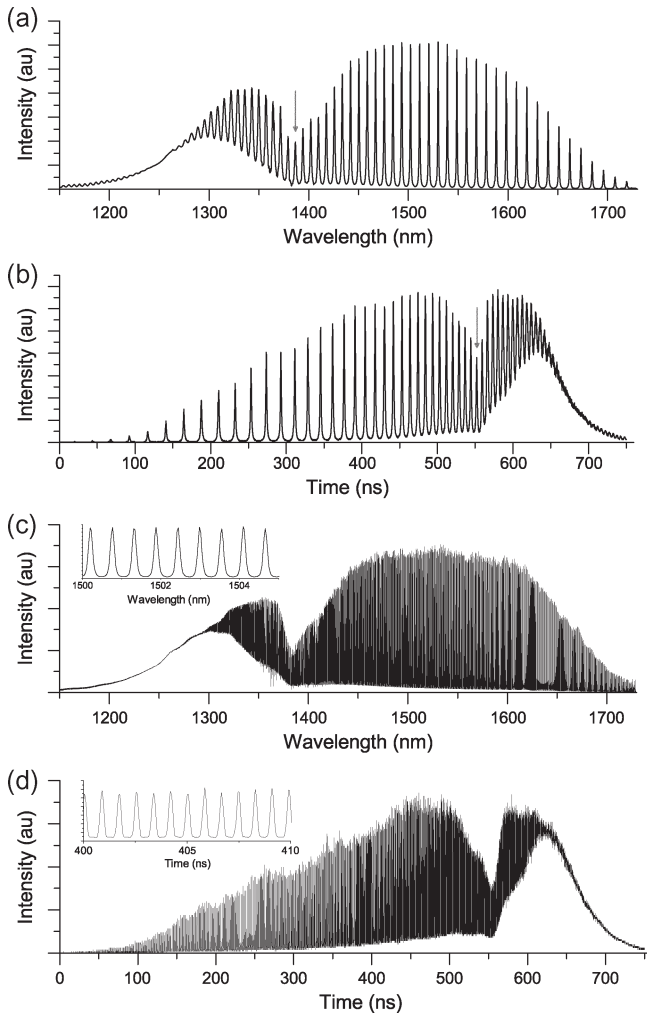 (a)
Intensity (au)
1200 1300 1400 1500 1600 1700
Wavelength (nm)
(b)
Intensity (au)
0 100 200 300 400 500 600 700
Time (ns)
(c)
Intensity (au)
1500 1502 1504
Wavelength (nm)
1200 1300 1400 1500 1600 1700
Wavelength (nm)
(d)
Intensity (au)
400 405 410
Time (ns)
0 100 200 300 400 500 600 700
Time (ns)